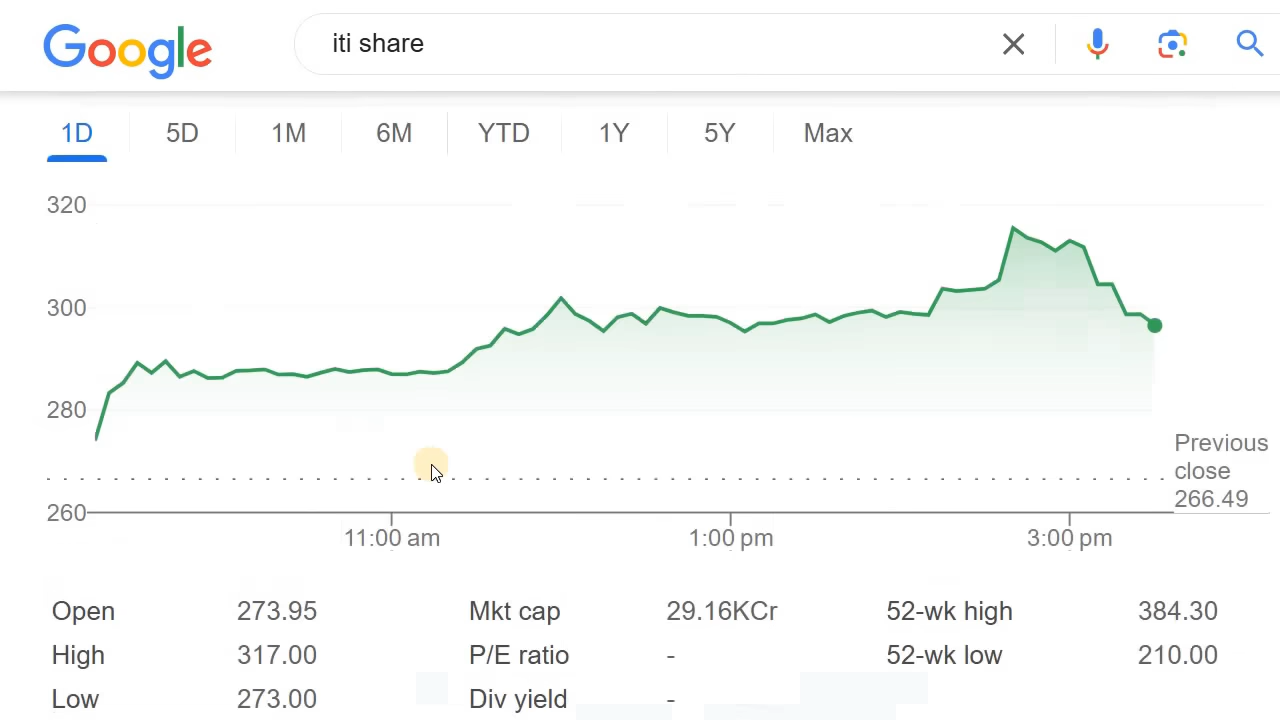 Google
iti share
1D 5D 1M 6M YTD 1Y 5Y Max
320
300
280
260
Previous
close
266.49
11:00 am 1:00 pm 3:00 pm
Open 273.95 Mkt cap 29.16KCr 52-wk high 384.30
High 317.00 P/E ratio - 52-wk low 210.00
Low 273.00 Div yield -